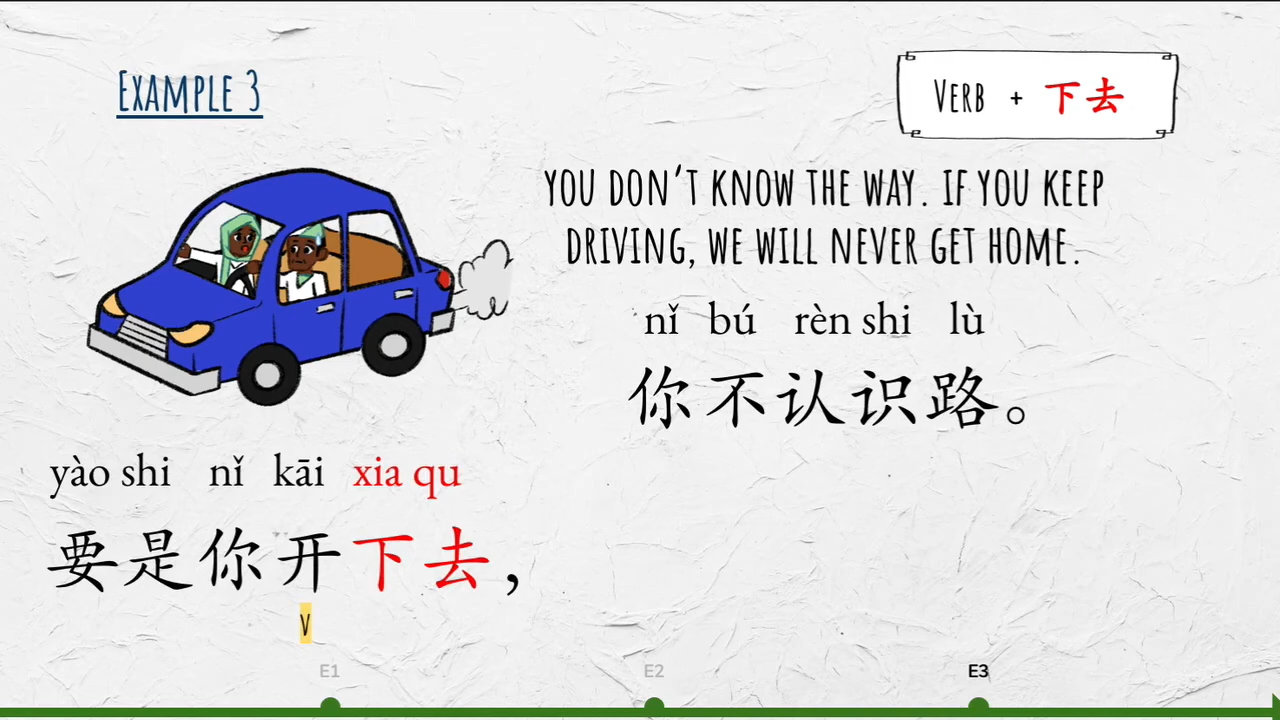 Example 3
Verb + 下去
YOU DON'T KNOW THE WAY. IF YOU KEEP
DRIVING, WE WILL NEVER GET HOME.
nǐ bú rèn shi lù
你不认识路。
yào shi nǐ kāi xia qu
要是你开下去，
V
E1 E2 E3